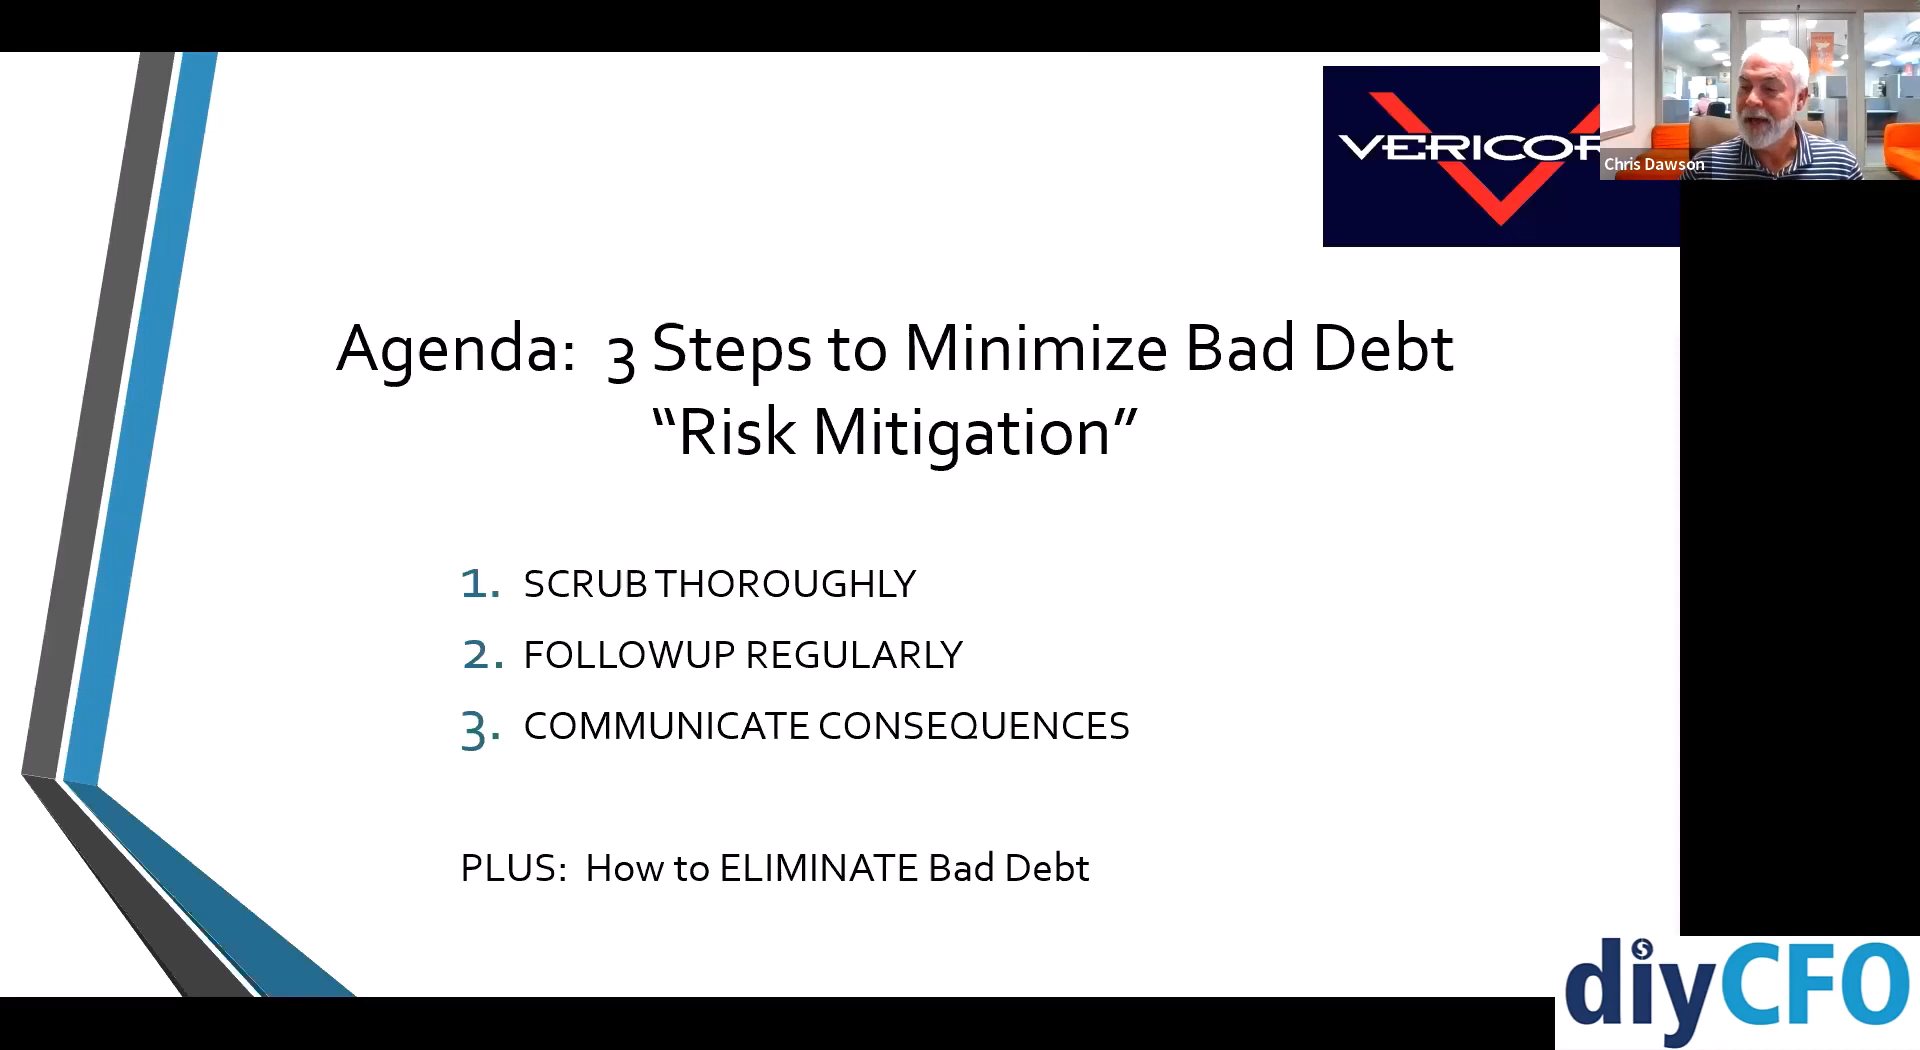 VERICOR
Chris Dawson
Agenda: 3 Steps to Minimize Bad Debt
“Risk Mitigation”
1. SCRUB THOROUGHLY
2. FOLLOWUP REGULARLY
3. COMMUNICATE CONSEQUENCES
PLUS: How to ELIMINATE Bad Debt
diyCFO